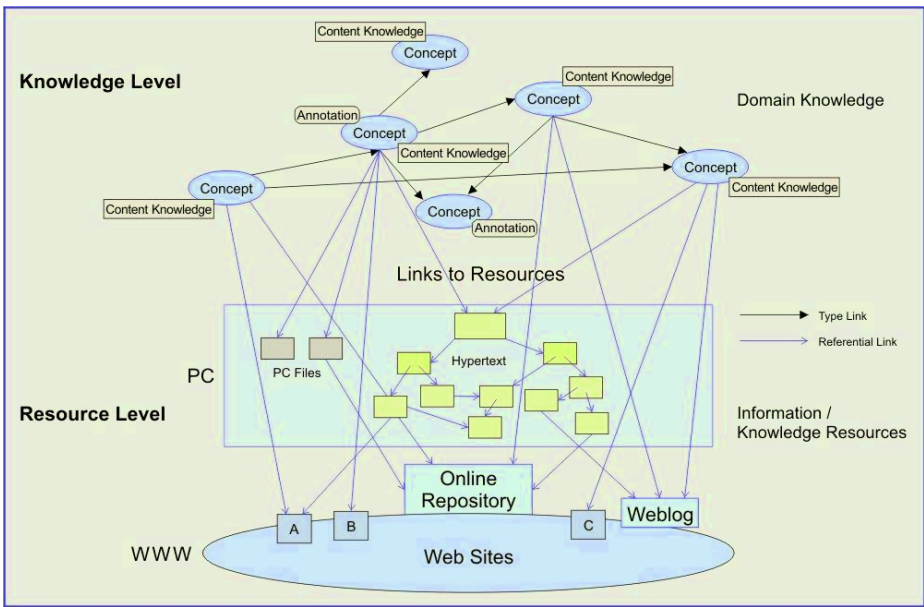 Content Knowledge
Concept
Knowledge Level
Content Knowledge
Concept
Domain Knowledge
Annotation
Concept
Content Knowledge
Concept
Content Knowledge
Concept
Content Knowledge
Concept
Annotation
Links to Resources
Type Link
Referential Link
PC
PC Files
Hypertext
Resource Level
Information /
Knowledge Resources
Online
Repository
A
B
C
Weblog
WWW
Web Sites